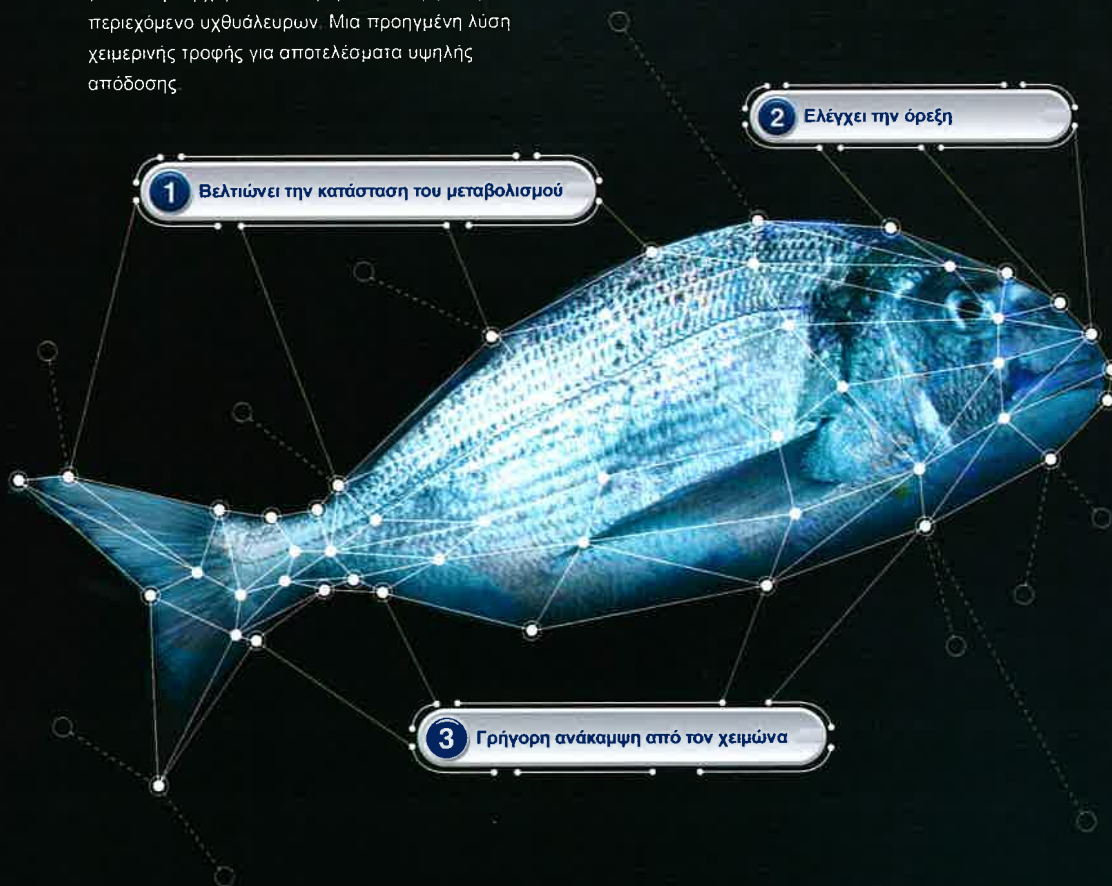 περιεχόμενο υχθυάλευρων. Μια προηγμένη λύση
χειμερινής τροφής για αποτελέσματα υψηλής
απόδοσης.
2 Ελέγχει την όρεξη
1 Βελτιώνει την κατάσταση του μεταβολισμού
3 Γρήγορη ανάκαμψη από τον χειμώνα